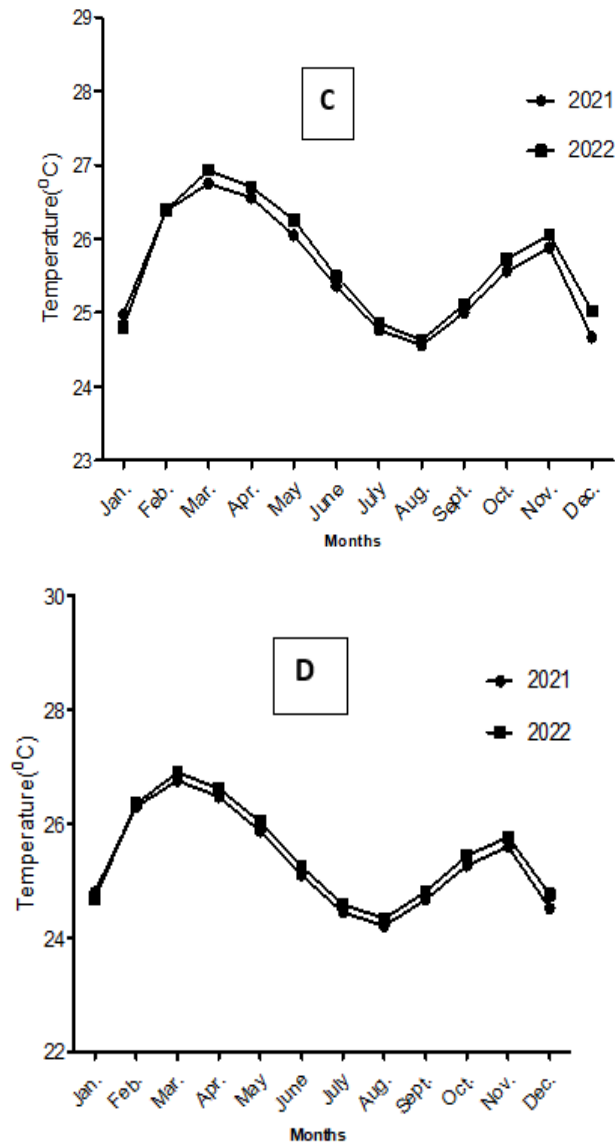 29
28
27
26
25
24
23
Temperature(⁰C)
C
2021
2022
Jan. Feb. Mar. Apr. May June July Aug. Sept. Oct. Nov. Dec.
Months
30
28
26
24
22
Temperature(⁰C)
D
2021
2022
Jan. Feb. Mar. Apr. May June July Aug. Sept. Oct. Nov. Dec.
Months